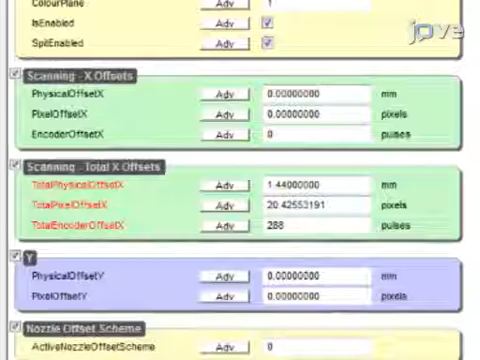 ColourPlane Adv 1
IsEnabled Adv
SpitEnabled Adv
jove
Scanning - X Offsets
PhysicalOffsetX Adv 0.00000000 mm
PixelOffsetX Adv 0.00000000 pixels
EncoderOffsetX Adv 0 pulses
Scanning - Total X Offsets
TotalPhysicalOffsetX Adv 1.44000000 mm
TotalPixelOffsetX Adv 20.42553191 pixels
TotalEncoderOffsetX Adv 288 pulses
Y
PhysicalOffsetY Adv 0.00000000 mm
PixelOffsetY Adv 0.00000000 pixels
Nozzle Offset Scheme
ActiveNozzleOffsetScheme Adv 0